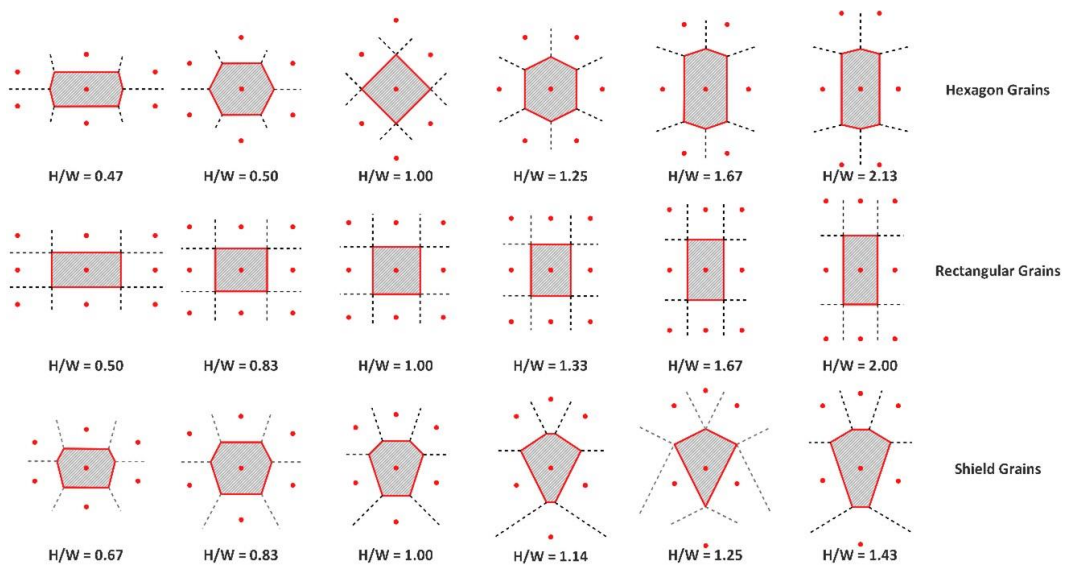 Hexagon Grains
H/W = 0.47 H/W = 0.50 H/W = 1.00 H/W = 1.25 H/W = 1.67 H/W = 2.13
Rectangular Grains
H/W = 0.50 H/W = 0.83 H/W = 1.00 H/W = 1.33 H/W = 1.67 H/W = 2.00
Shield Grains
H/W = 0.67 H/W = 0.83 H/W = 1.00 H/W = 1.14 H/W = 1.25 H/W = 1.43